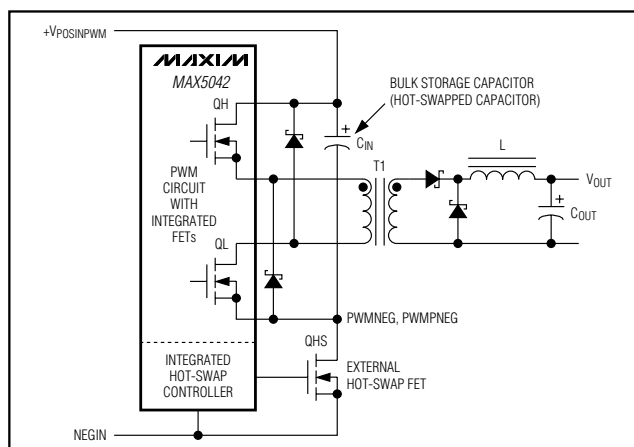 +VPOSINPWM
MAXIM
MAX5042
QH
PWM
CIRCUIT
WITH
INTEGRATED
FETs
QL
INTEGRATED
HOT-SWAP
CONTROLLER
NEGIN
BULK STORAGE CAPACITOR
(HOT-SWAPPED CAPACITOR)
+
CIN
T1
L
VOUT
+
COUT
PWMNEG, PWMPNEG
QHS
EXTERNAL
HOT-SWAP FET